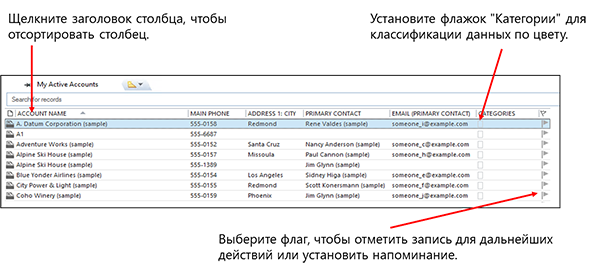 Щелкните заголовок столбца, чтобы
отсортировать столбец.
Установите флажок "Категории" для
классификации данных по цвету.
My Active Accounts
Search for records
ACCOUNT NAME MAIN PHONE ADDRESS 1: CITY PRIMARY CONTACT EMAIL (PRIMARY CONTACT) CATEGORIES
A. Datum Corporation (sample) 555-0158 Redmond Rene Valdes (sample) someone_i@example.com
A1 555-6687
Adventure Works (sample) 555-0152 Santa Cruz Nancy Anderson (sample) someone_c@example.com
Alpine Ski House (sample) 555-0157 Missoula Paul Cannon (sample) someone_h@example.com
Alpine Ski House (sample) 555-1389 Jim Glynn (sample)
Blue Yonder Airlines (sample) 555-0154 Los Angeles Sidney Higa (sample) someone_e@example.com
City Power & Light (sample) 555-0155 Redmond Scott Konersmann (sample) someone_f@example.com
Coho Winery (sample) 555-0159 Phoenix Jim Glynn (sample) someone_j@example.com
Выберите флаг, чтобы отметить запись для дальнейших
действий или установить напоминание.